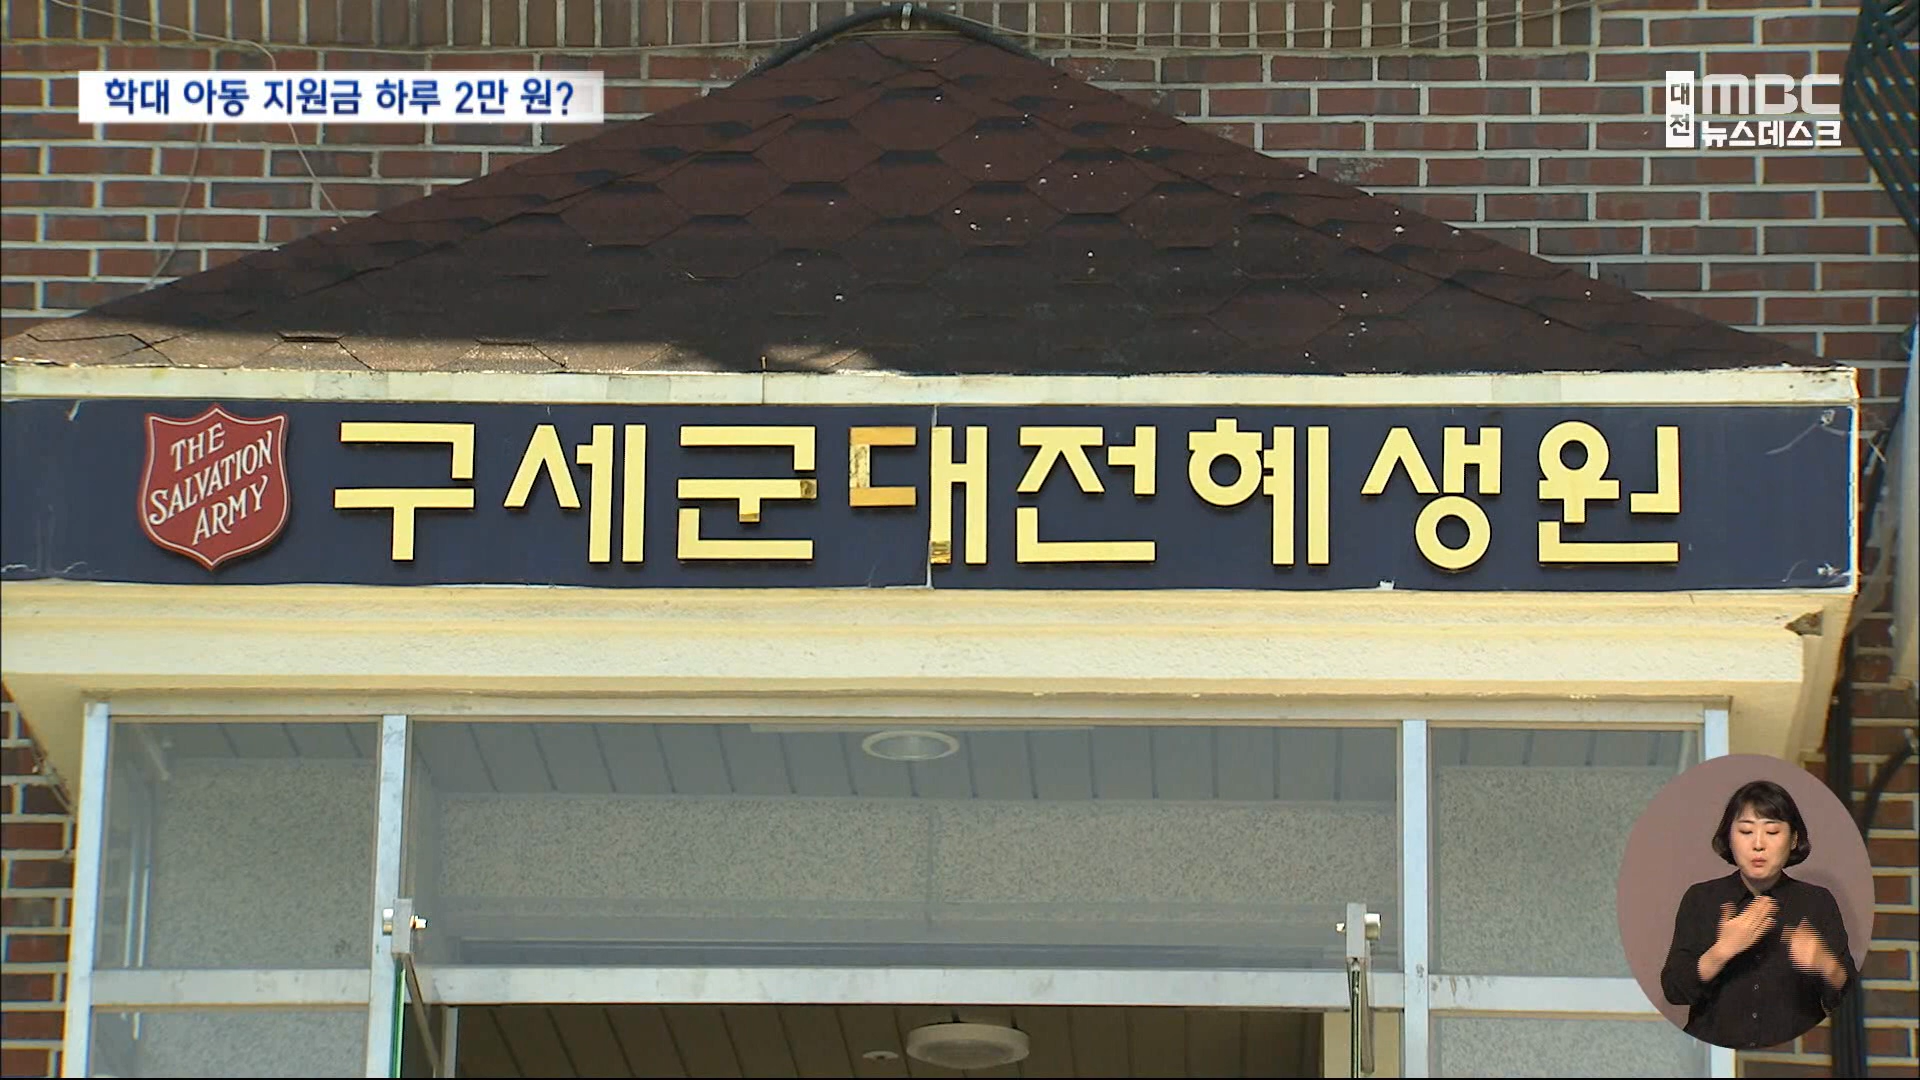 학대 아동 지원금 하루 2만 원?
대전 MBC
뉴스데스크
THE
SALVATION
ARMY
구세군대전혜생원